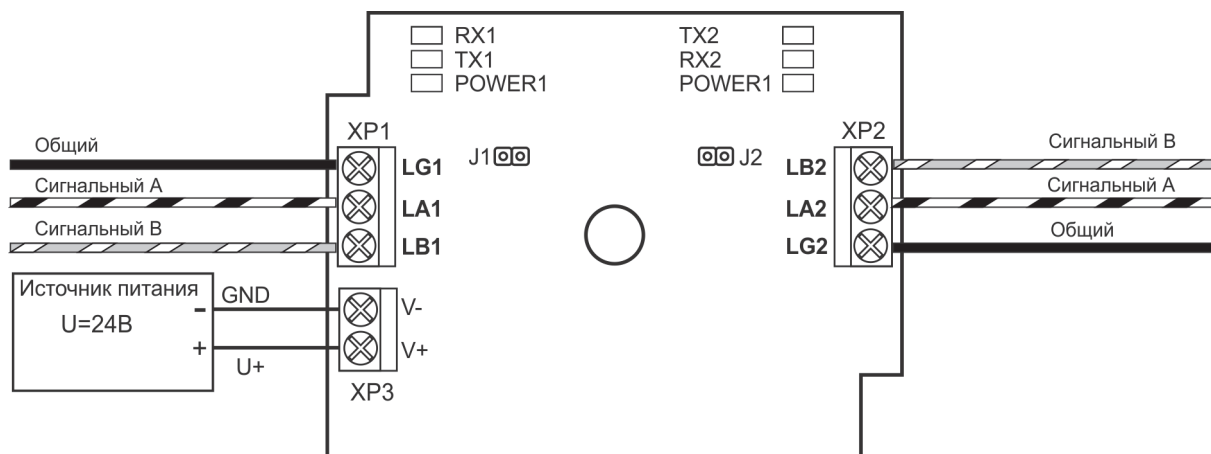 RX1
TX1
POWER1
TX2
RX2
POWER1
XP1
XP2
Общий
Сигнальный А
Сигнальный В
LG1
LA1
LB1
J1
J2
LB2
LA2
LG2
Сигнальный В
Сигнальный А
Общий
Источник питания
U=24В
-
+
GND
U+
V-
V+
XP3